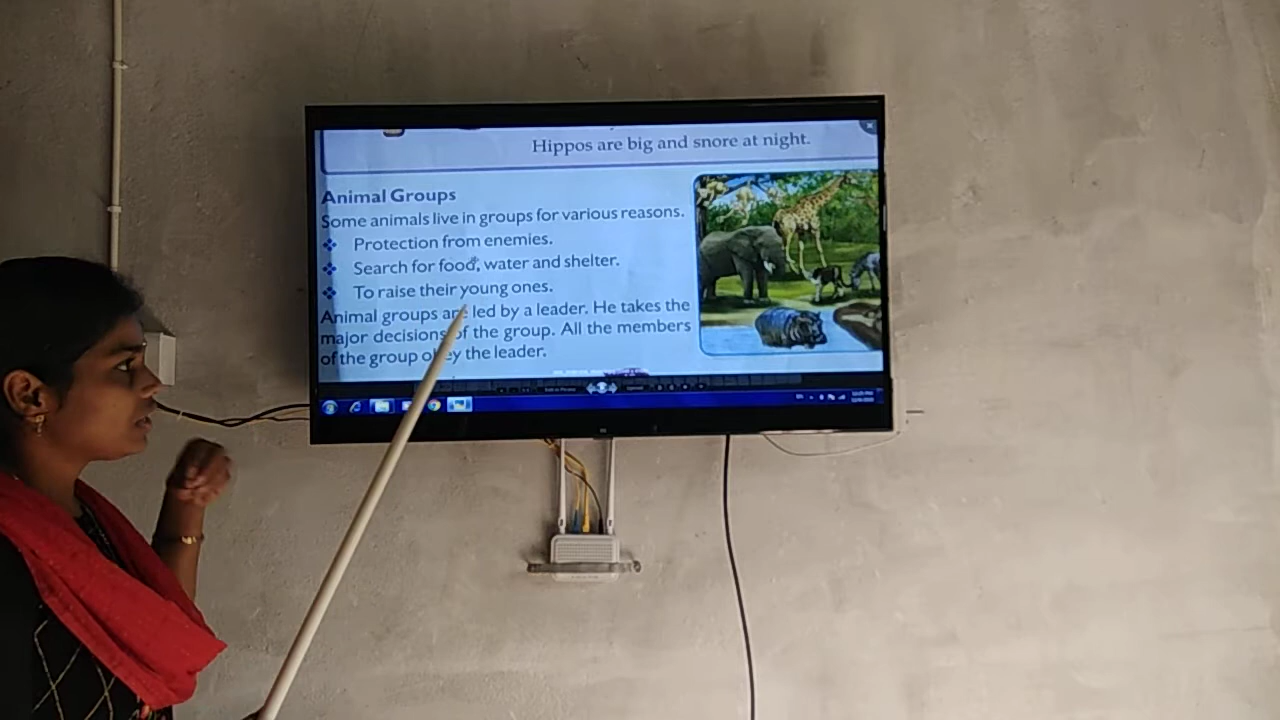 Hippos are big and snore at night.
Animal Groups
Some animals live in groups for various reasons.
❖ Protection from enemies.
❖ Search for food, water and shelter.
❖ To raise their young ones.
Animal groups are led by a leader. He takes the
major decisions of the group. All the members
of the group obey the leader.